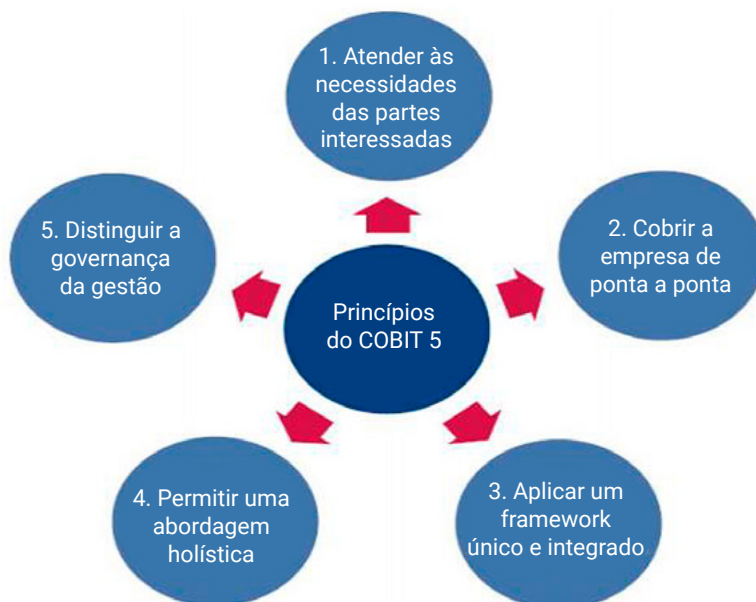 1. Atender às
necessidades
das partes
interessadas
2. Cobrir a
empresa de
ponta a ponta
3. Aplicar um
framework
único e integrado
4. Permitir uma
abordagem
holística
5. Distinguir a
governança
da gestão
Princípios
do COBIT 5